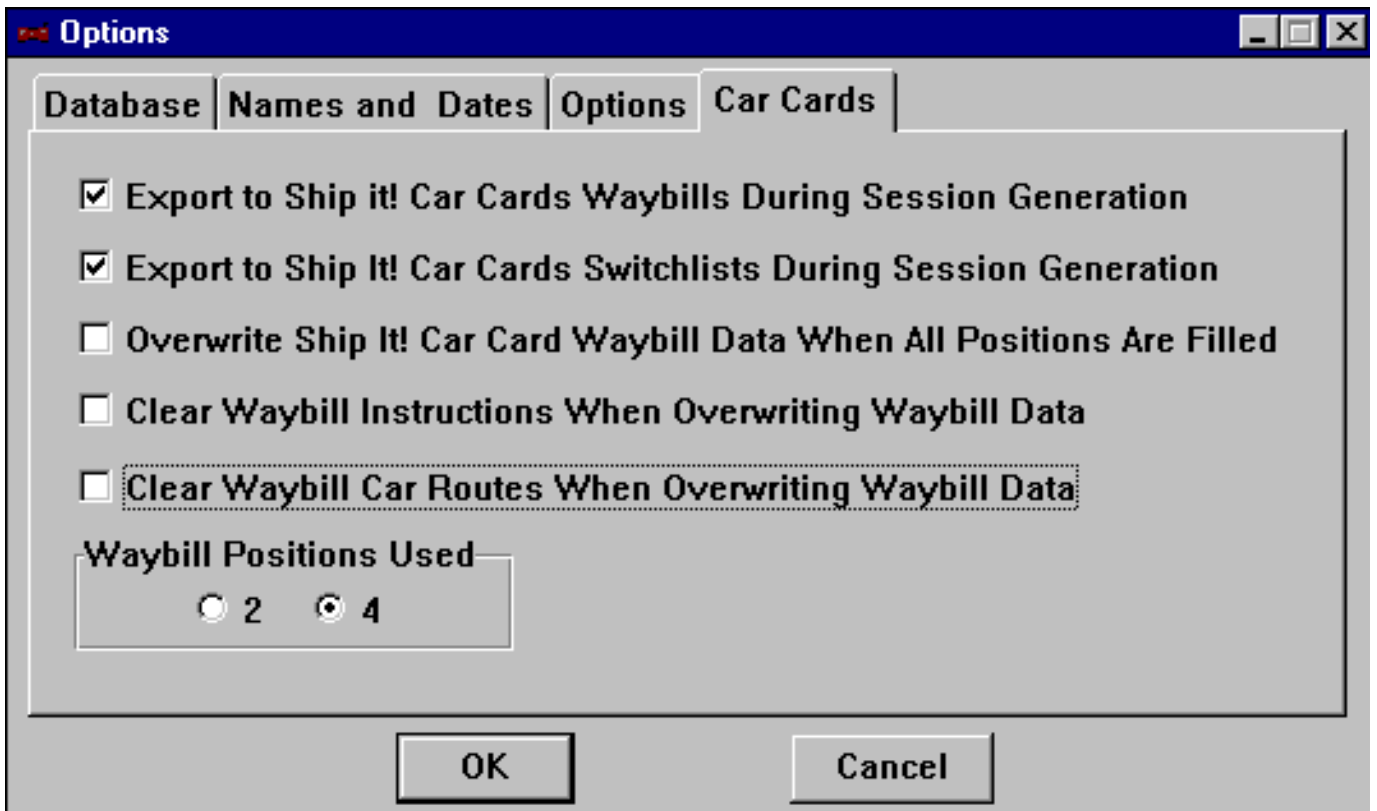 Options
Database Names and Dates Options Car Cards
Export to Ship it! Car Cards Waybills During Session Generation
Export to Ship It! Car Cards Switchlists During Session Generation
Overwrite Ship It! Car Card Waybill Data When All Positions Are Filled
Clear Waybill Instructions When Overwriting Waybill Data
Clear Waybill Car Routes When Overwriting Waybill Data
Waybill Positions Used
2 4
OK Cancel